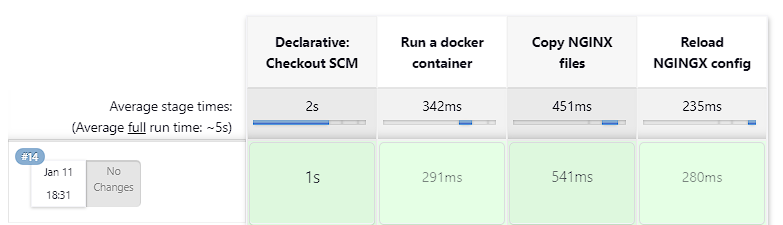 Declarative:
Checkout SCM
Run a docker
container
Copy NGINX
files
Reload
NGINGX config
Average stage times:
(Average full run time: ~5s)
2s
342ms
451ms
235ms
#14
Jan 11
18:31
No
Changes
1s
291ms
541ms
280ms